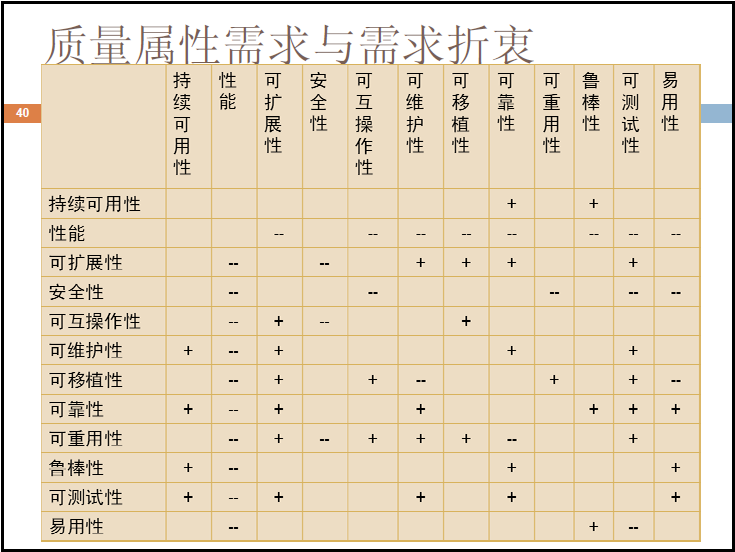 质量属性需求与需求折衷
40
持续可用性 性能 可扩展性 安全性 可互操作性 可维护性 可移植性 可靠性 可重用性 鲁棒性 可测试性 易用性
持续可用性 + +
性能 -- -- -- -- -- -- -- --
可扩展性 -- -- + + + +
安全性 -- -- -- -- --
可互操作性 -- + -- +
可维护性 + -- + + +
可移植性 -- + + -- + + --
可靠性 + -- + + + + +
可重用性 -- + -- + + + -- +
鲁棒性 + -- + +
可测试性 + -- + + + +
易用性 -- + --